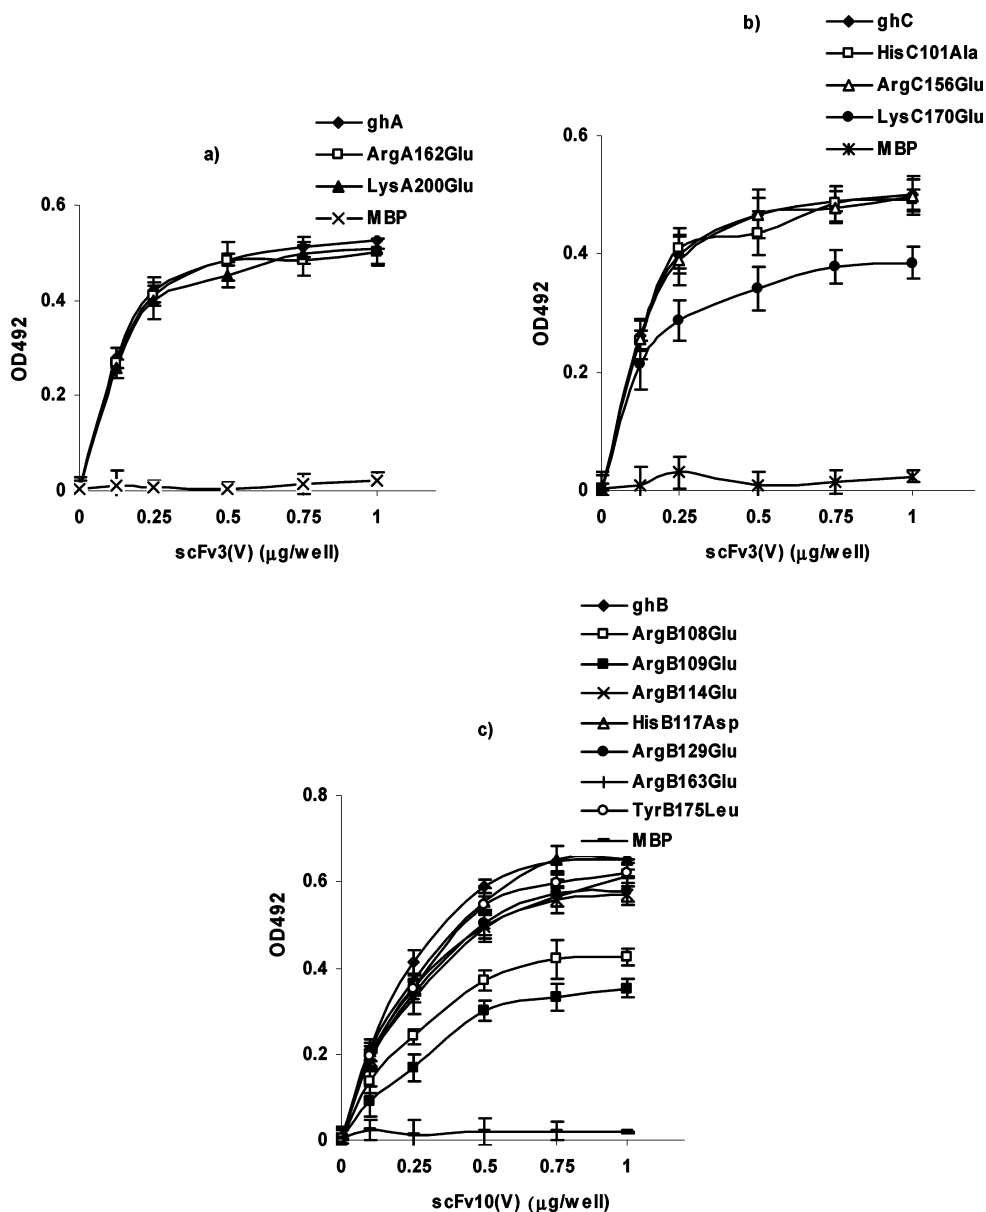 a)
ghA
ArgA162Glu
LysA200Glu
MBP
OD492
0.6
0.4
0.2
0
0 0.25 0.5 0.75 1
scFv3(V) (µg/well)
b)
ghC
HisC101Ala
ArgC156Glu
LysC170Glu
MBP
OD492
0.6
0.4
0.2
0
0 0.25 0.5 0.75 1
scFv3(V) (µg/well)
c)
ghB
ArgB108Glu
ArgB109Glu
ArgB114Glu
HisB117Asp
ArgB129Glu
ArgB163Glu
TyrB175Leu
MBP
OD492
0.8
0.6
0.4
0.2
0
0 0.25 0.5 0.75 1
scFv10(V) (µg/well)